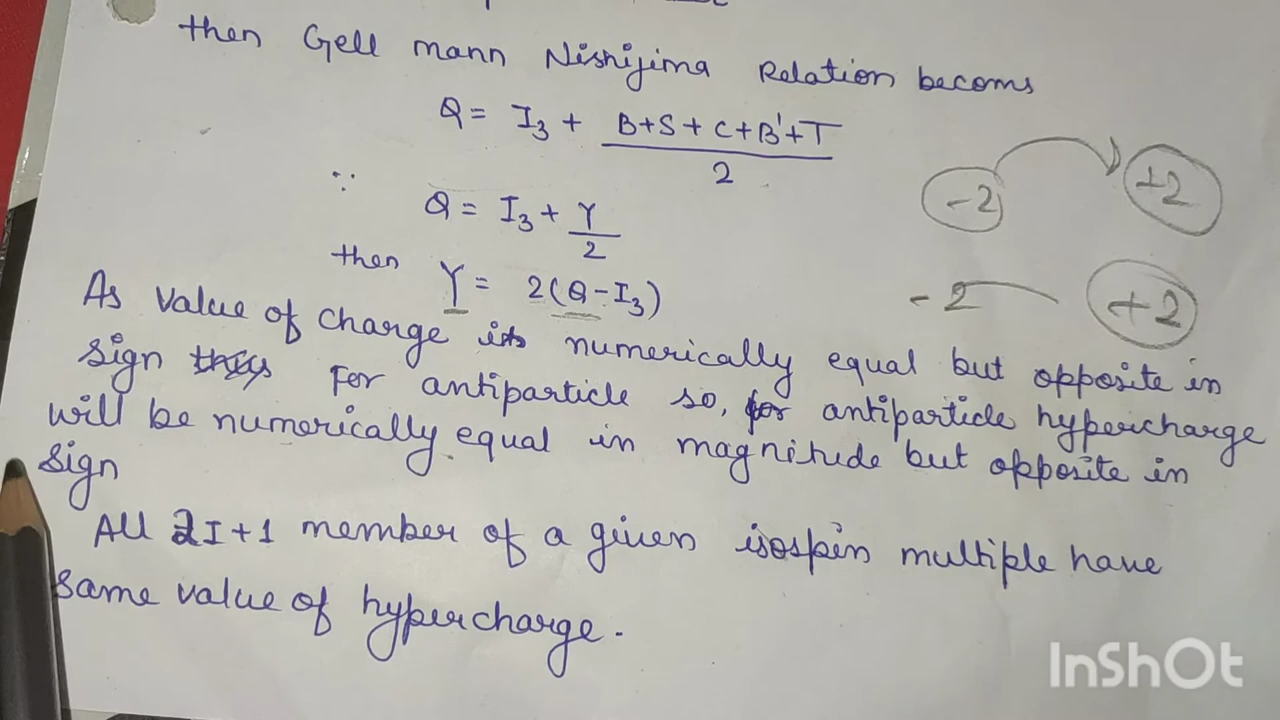 then Gell mann Nishijima Relation becoms
Q = I₃ + B+S+C+B'+T / 2
∵ Q = I₃ + Y / 2
then Y = 2(Q-I₃)
-2 +2
-2 +2
As value of charge is numerically equal but opposite in
sign For antiparticle so, for antiparticle hypercharge
will be numerically equal in magnitude but opposite in
sign
All 2I+1 member of a given isospin multiple have
same value of hypercharge.
InShOt